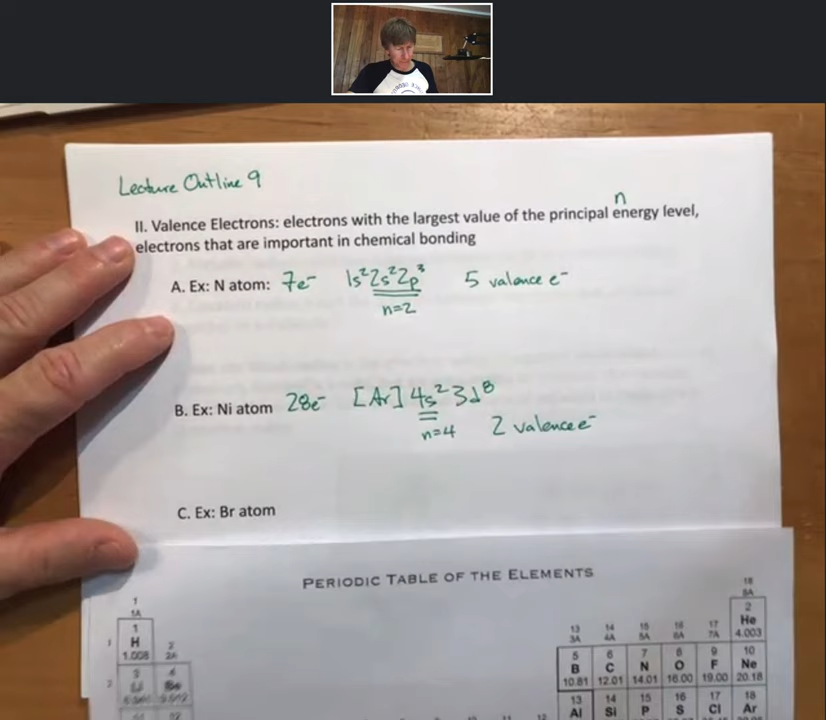 Lecture Outline 9
n
II. Valence Electrons: electrons with the largest value of the principal energy level,
electrons that are important in chemical bonding
A. Ex: N atom: 7e⁻ 1s²2s²2p³ 5 valence e⁻
n=2
B. Ex: Ni atom 28e⁻ [Ar] 4s²3d⁸
n=4 2 valence e⁻
C. Ex: Br atom
PERIODIC TABLE OF THE ELEMENTS
1 18
1A 8A
1 2 13 14 15 16 17 2
H 2A 3A 4A 5A 6A 7A He
1.008 4.003
5 6 7 8 9 10
B C N O F Ne
10.81 12.01 14.01 16.00 19.00 20.18
13 14 15 16 17 18
Al Si P S Cl Ar